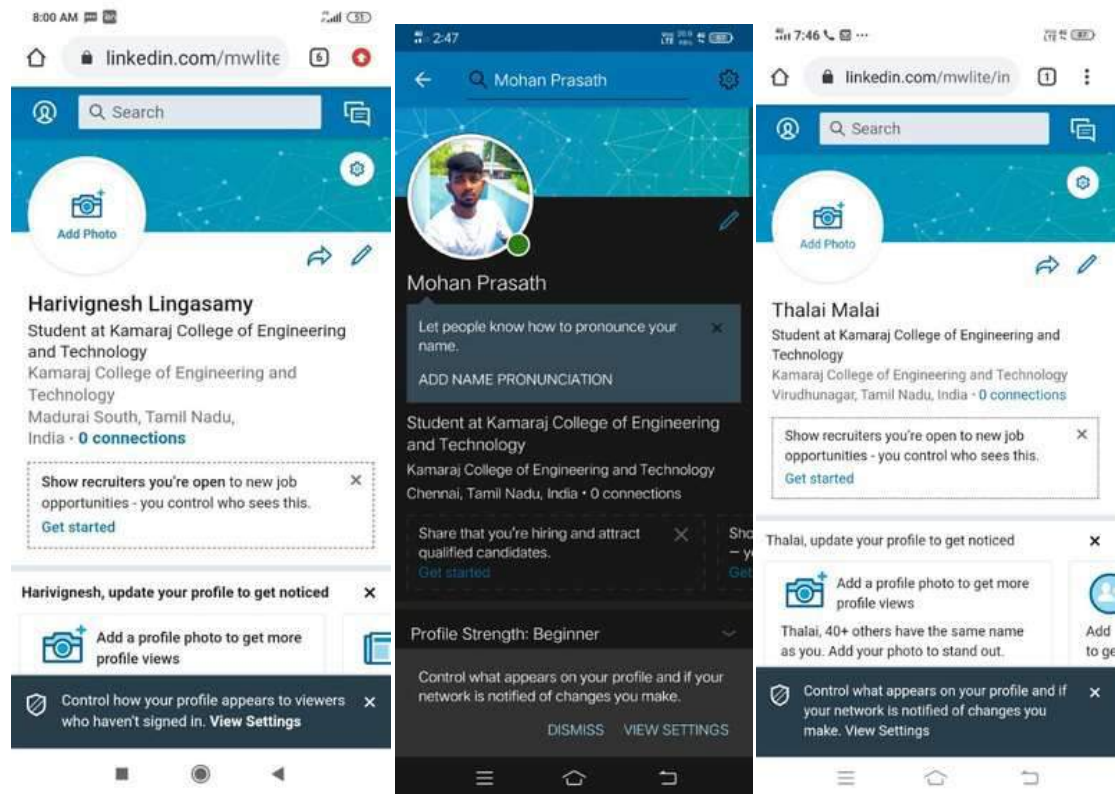 8:00 AM
51
linkedin.com/mwlite
6
Search
Add Photo
Harivignesh Lingasamy
Student at Kamaraj College of Engineering
and Technology
Kamaraj College of Engineering and
Technology
Madurai South, Tamil Nadu,
India • 0 connections
Show recruiters you're open to new job
opportunities - you control who sees this.
Get started
Harivignesh, update your profile to get noticed
Add a profile photo to get more
profile views
Control how your profile appears to viewers
who haven't signed in. View Settings
2:47
Mohan Prasath
Mohan Prasath
Let people know how to pronounce your
name.
ADD NAME PRONUNCIATION
Student at Kamaraj College of Engineering
and Technology
Kamaraj College of Engineering and Technology
Chennai, Tamil Nadu, India • 0 connections
Share that you're hiring and attract
qualified candidates.
Get started
Sho
– y
Get
Profile Strength: Beginner
Control what appears on your profile and if your
network is notified of changes you make.
DISMISS VIEW SETTINGS
7:46
linkedin.com/mwlite/in
1
Search
Add Photo
Thalai Malai
Student at Kamaraj College of Engineering and
Technology
Kamaraj College of Engineering and Technology
Virudhunagar, Tamil Nadu, India • 0 connections
Show recruiters you're open to new job
opportunities - you control who sees this.
Get started
Thalai, update your profile to get noticed
Add a profile photo to get more
profile views
Thalai, 40+ others have the same name
as you. Add your photo to stand out.
Add
to ge
Control what appears on your profile and if
your network is notified of changes you
make. View Settings